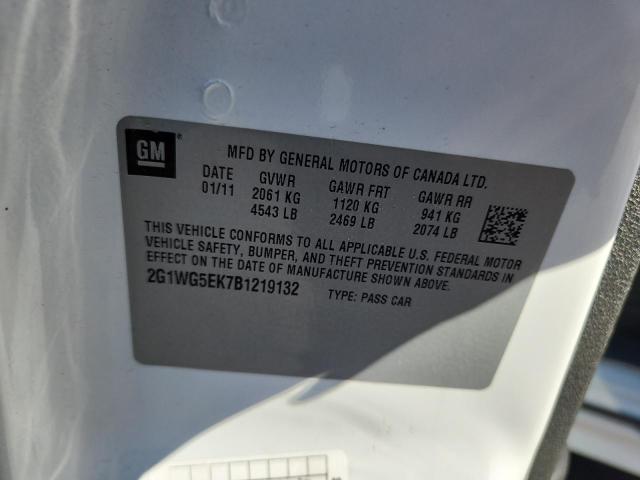 GM
MFD BY GENERAL MOTORS OF CANADA LTD.
DATE GVWR GAWR FRT GAWR RR
01/11 2061 KG 1120 KG 941 KG
4543 LB 2469 LB 2074 LB
THIS VEHICLE CONFORMS TO ALL APPLICABLE U.S. FEDERAL MOTOR
VEHICLE SAFETY, BUMPER, AND THEFT PREVENTION STANDARDS IN
EFFECT ON THE DATE OF MANUFACTURE SHOWN ABOVE.
2G1WG5EK7B1219132 TYPE: PASS CAR